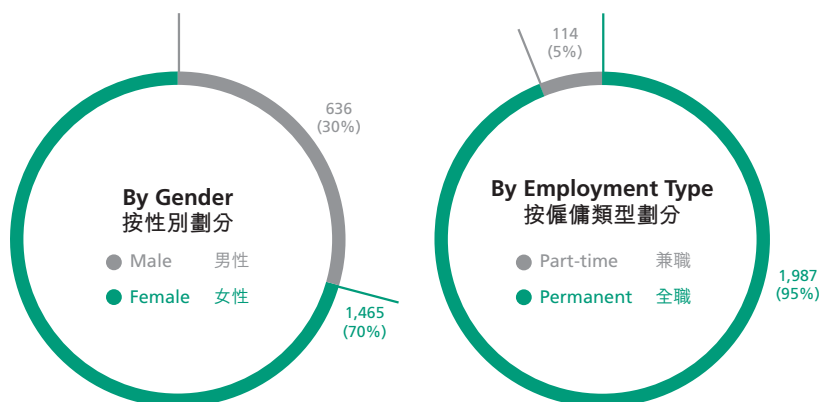 636
(30%)
By Gender
按性別劃分
Male 男性
Female 女性
1,465
(70%)
114
(5%)
By Employment Type
按僱傭類型劃分
Part-time 兼職
Permanent 全職
1,987
(95%)